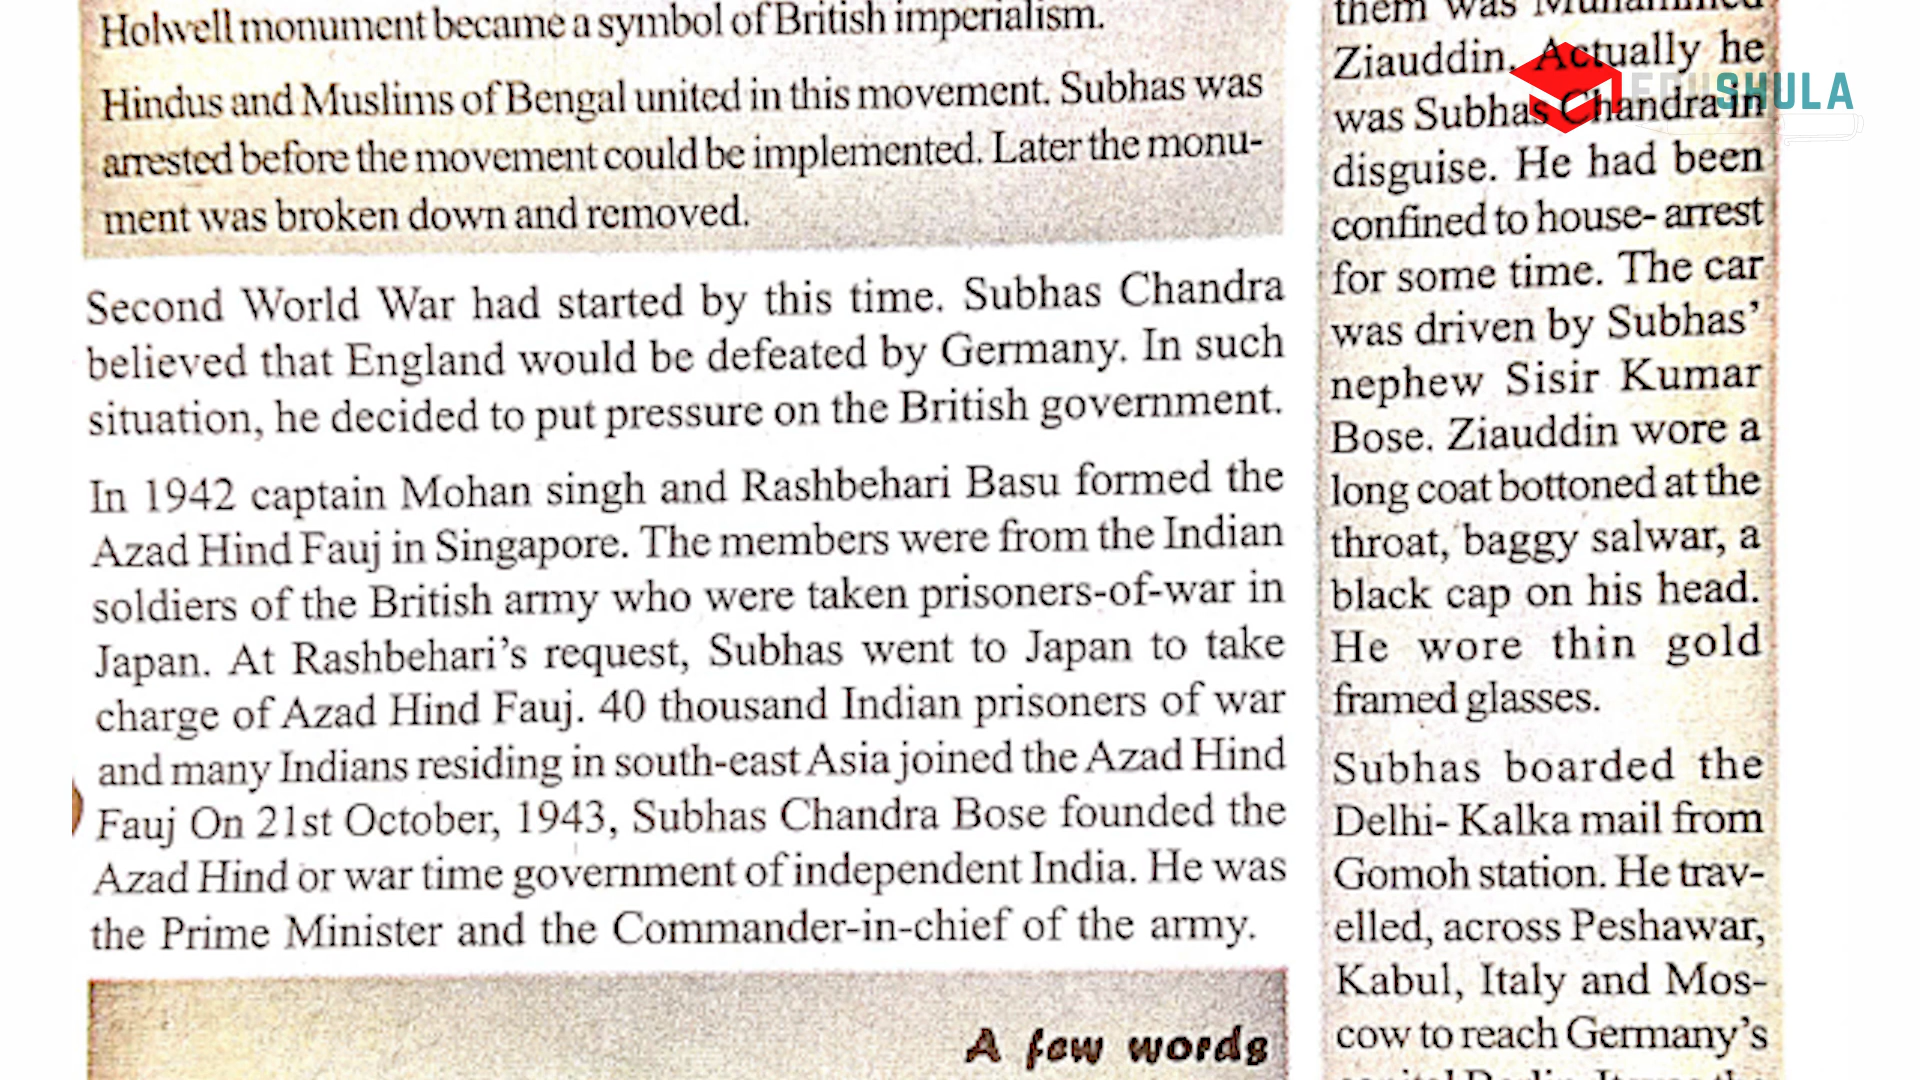 Holwell monument became a symbol of British imperialism.
Hindus and Muslims of Bengal united in this movement. Subhas was
arrested before the movement could be implemented. Later the monu-
ment was broken down and removed.
Second World War had started by this time. Subhas Chandra
believed that England would be defeated by Germany. In such
situation, he decided to put pressure on the British government.
In 1942 captain Mohan singh and Rashbehari Basu formed the
Azad Hind Fauj in Singapore. The members were from the Indian
soldiers of the British army who were taken prisoners-of-war in
Japan. At Rashbehari's request, Subhas went to Japan to take
charge of Azad Hind Fauj. 40 thousand Indian prisoners of war
and many Indians residing in south-east Asia joined the Azad Hind
Fauj On 21st October, 1943, Subhas Chandra Bose founded the
Azad Hind or war time government of independent India. He was
the Prime Minister and the Commander-in-chief of the army.
A few words
them was Muhammed
Ziauddin. Actually he
was Subhas Chandra in
disguise. He had been
confined to house- arrest
for some time. The car
was driven by Subhas'
nephew Sisir Kumar
Bose. Ziauddin wore a
long coat bottoned at the
throat, baggy salwar, a
black cap on his head.
He wore thin gold
framed glasses.
Subhas boarded the
Delhi- Kalka mail from
Gomoh station. He trav-
elled, across Peshawar,
Kabul, Italy and Mos-
cow to reach Germany's
EDUSHULA